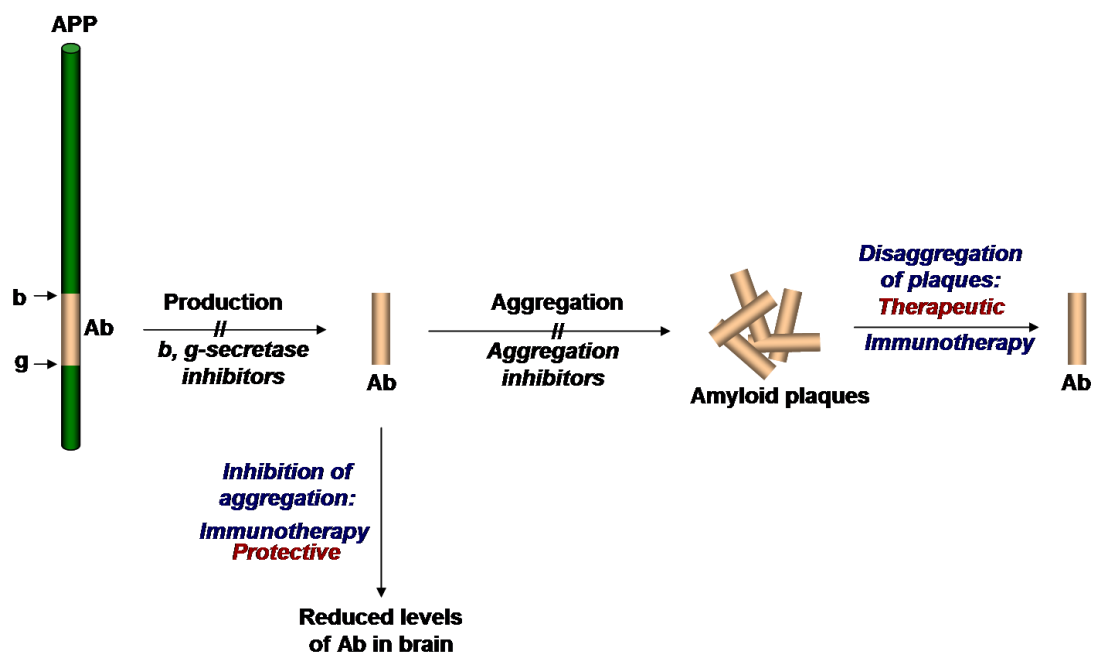 APP
b
Ab
g
Production
//
b, g-secretase
inhibitors
Ab
Aggregation
//
Aggregation
inhibitors
Amyloid plaques
Disaggregation
of plaques:
Therapeutic
Immunotherapy
Ab
Inhibition of
aggregation:
Immunotherapy
Protective
Reduced levels
of Ab in brain